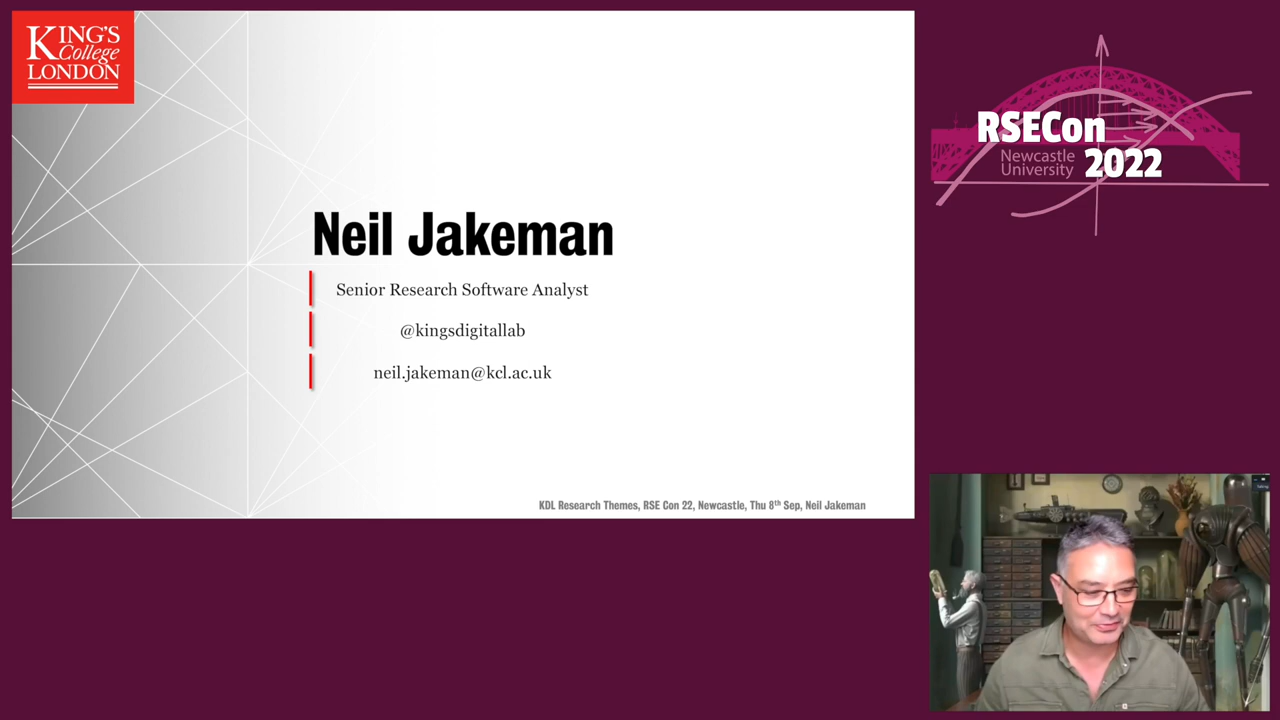 KING'S
College
LONDON
Neil Jakeman
Senior Research Software Analyst
@kingsdigitallab
neil.jakeman@kcl.ac.uk
KDL Research Themes, RSE Con 22, Newcastle, Thu 8th Sep, Neil Jakeman
RSECon
Newcastle
University
2022